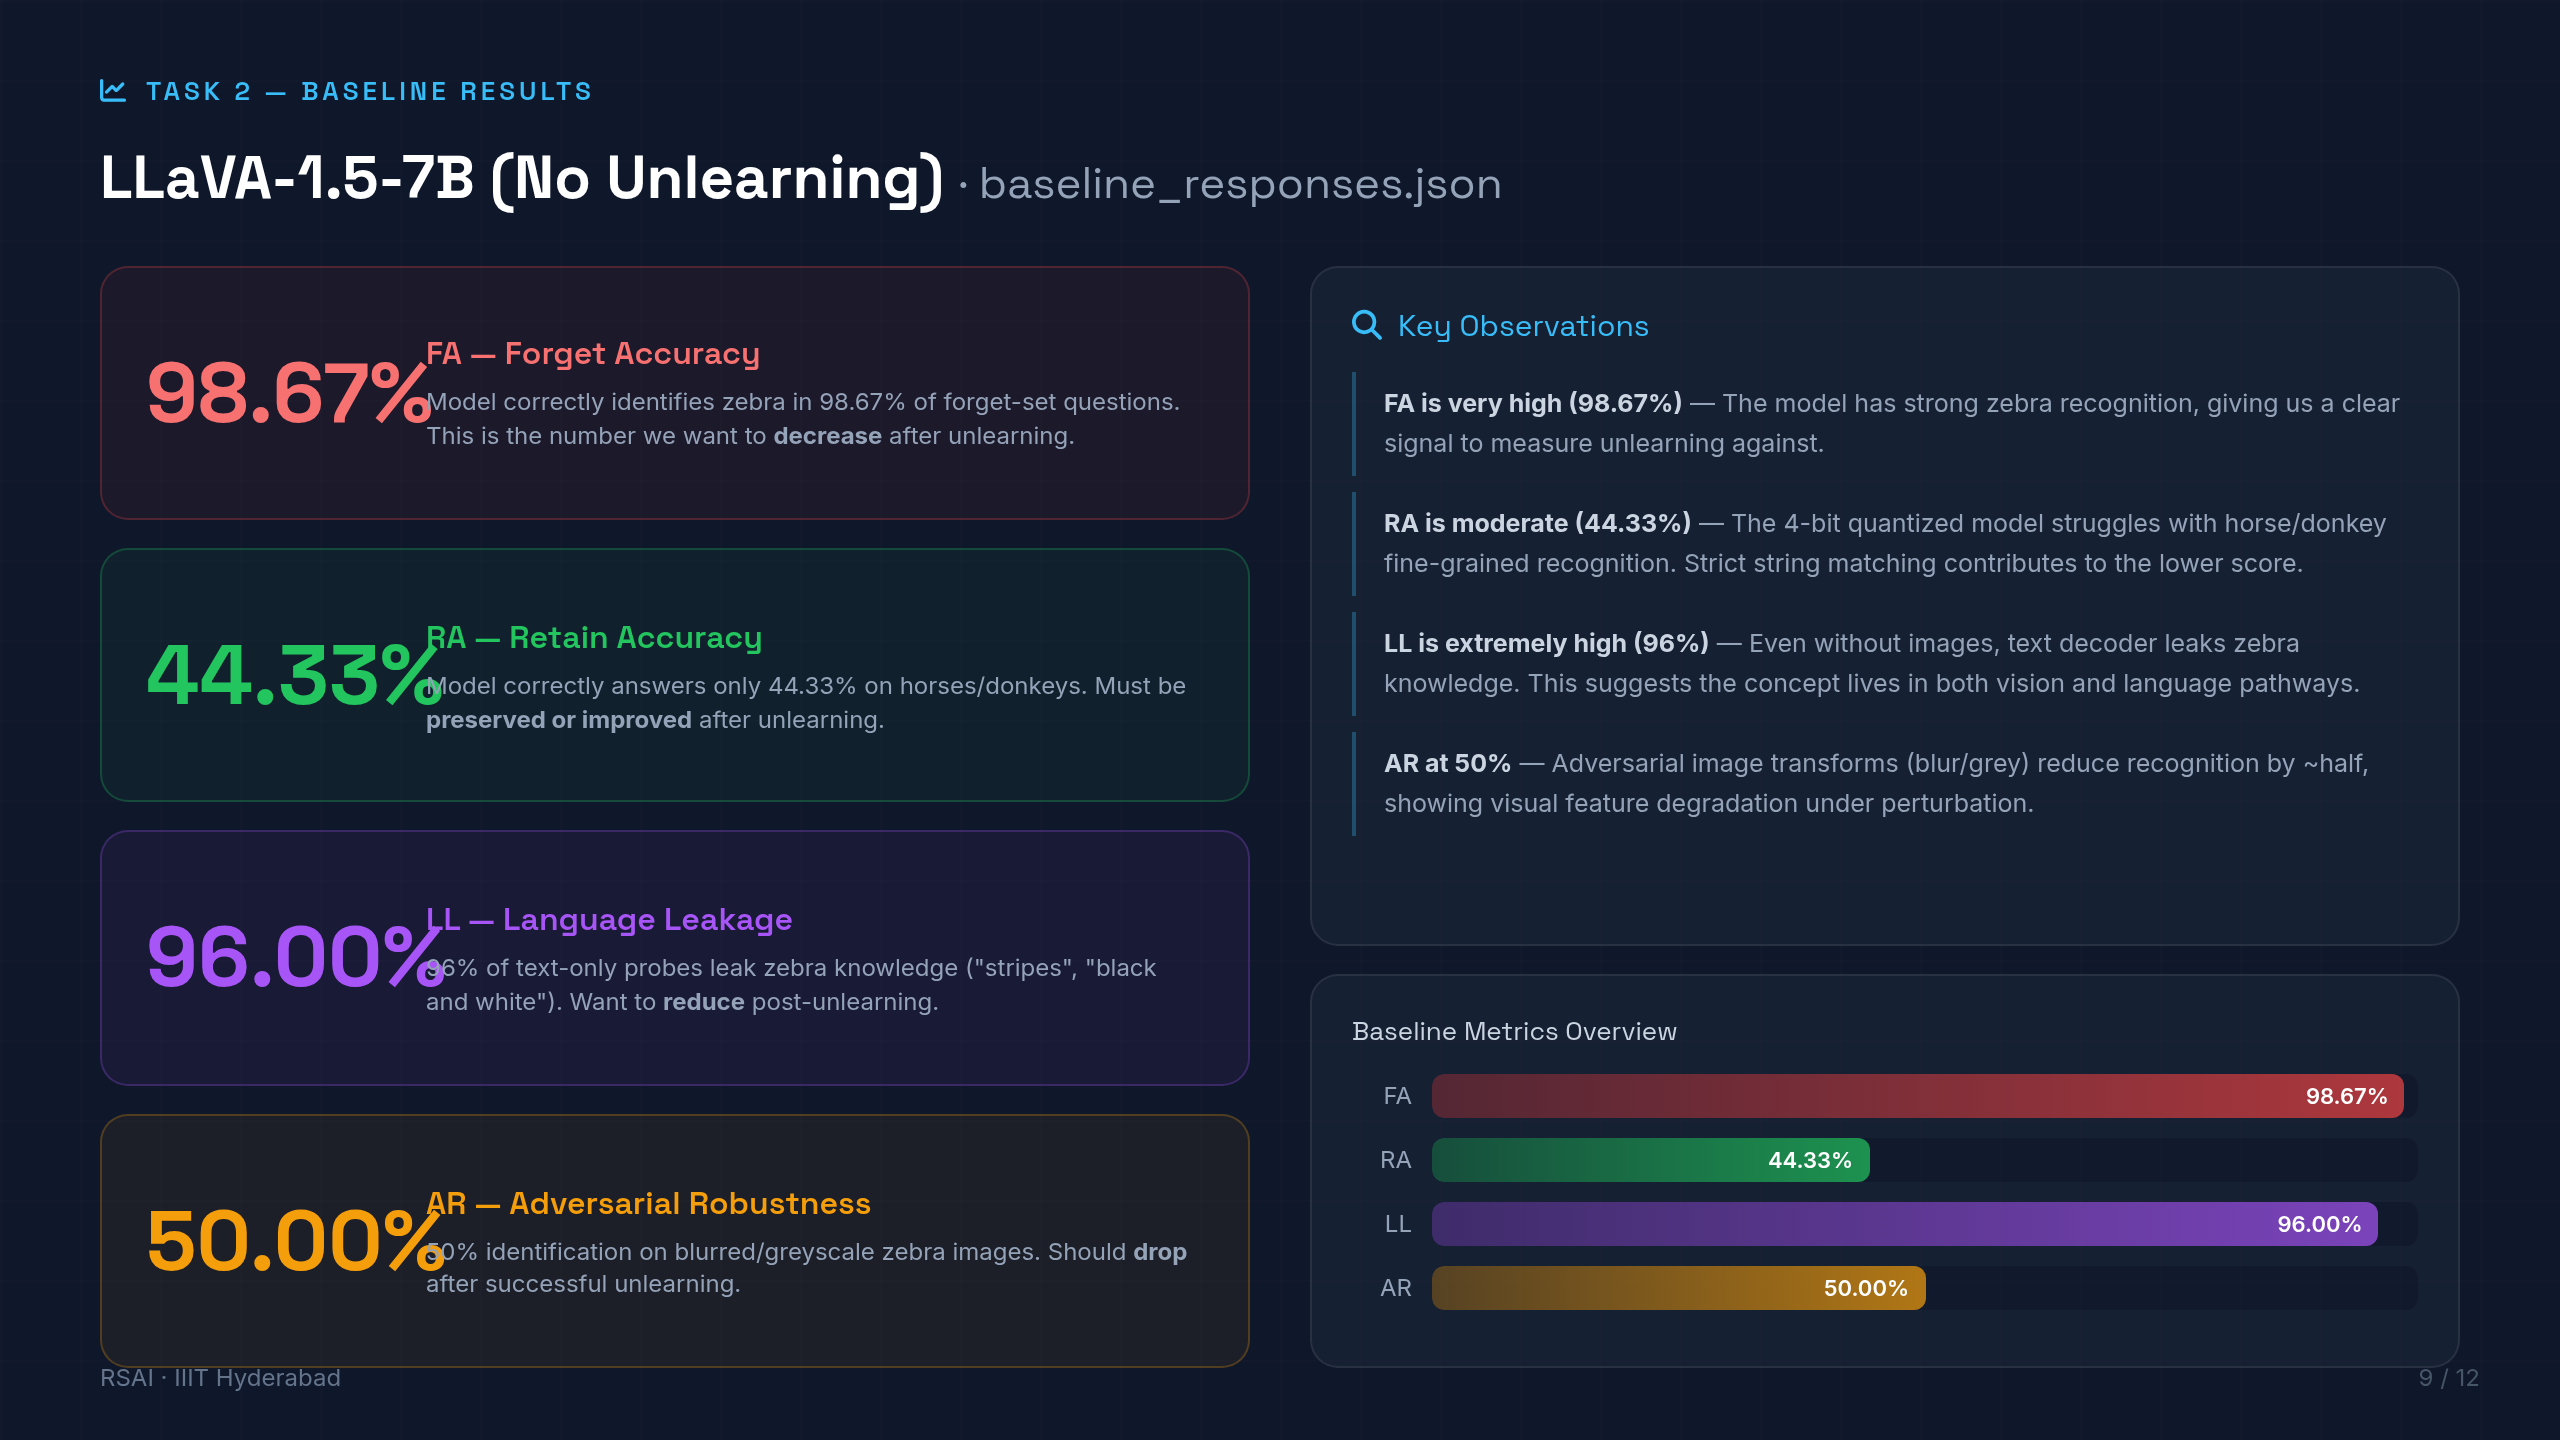 TASK 2 — BASELINE RESULTS
LLaVA-1.5-7B (No Unlearning) · baseline_responses.json
98.67%
FA — Forget Accuracy
Model correctly identifies zebra in 98.67% of forget-set questions.
This is the number we want to decrease after unlearning.
44.33%
RA — Retain Accuracy
Model correctly answers only 44.33% on horses/donkeys. Must be
preserved or improved after unlearning.
96.00%
LL — Language Leakage
96% of text-only probes leak zebra knowledge ("stripes", "black
and white"). Want to reduce post-unlearning.
50.00%
AR — Adversarial Robustness
50% identification on blurred/greyscale zebra images. Should drop
after successful unlearning.
Key Observations
FA is very high (98.67%) — The model has strong zebra recognition, giving us a clear
signal to measure unlearning against.
RA is moderate (44.33%) — The 4-bit quantized model struggles with horse/donkey
fine-grained recognition. Strict string matching contributes to the lower score.
LL is extremely high (96%) — Even without images, text decoder leaks zebra
knowledge. This suggests the concept lives in both vision and language pathways.
AR at 50% — Adversarial image transforms (blur/grey) reduce recognition by ~half,
showing visual feature degradation under perturbation.
Baseline Metrics Overview
FA 98.67%
RA 44.33%
LL 96.00%
AR 50.00%
RSAI · IIIT Hyderabad
9 / 12